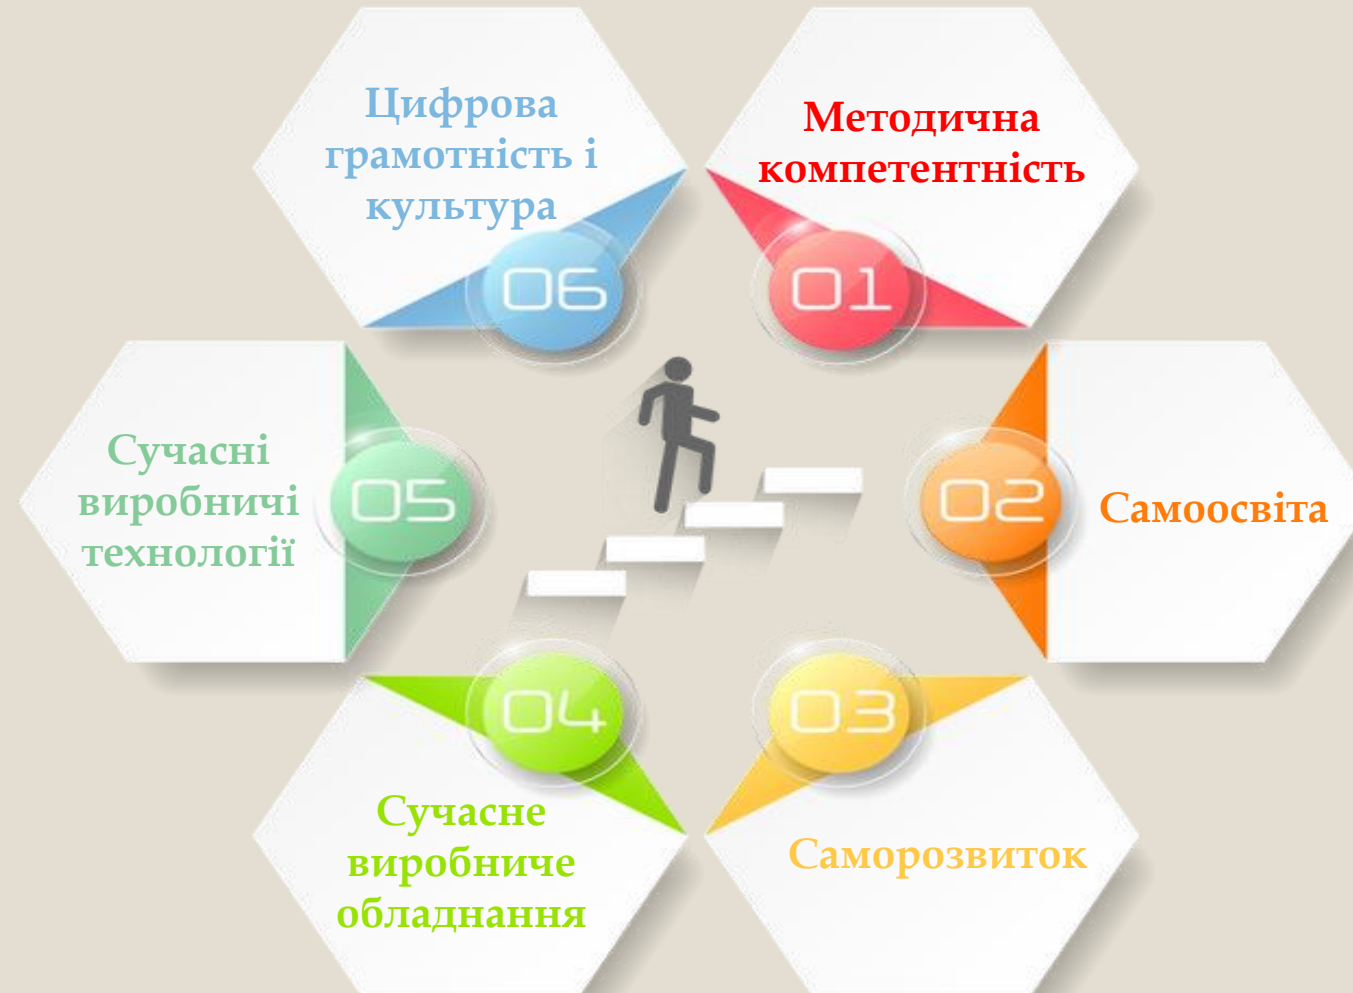 Методична
компетентність
01
02
Самоосвіта
03
Саморозвиток
04
Сучасне
виробниче
обладнання
05
Сучасні
виробничі
технології
06
Цифрова
грамотність і
культура